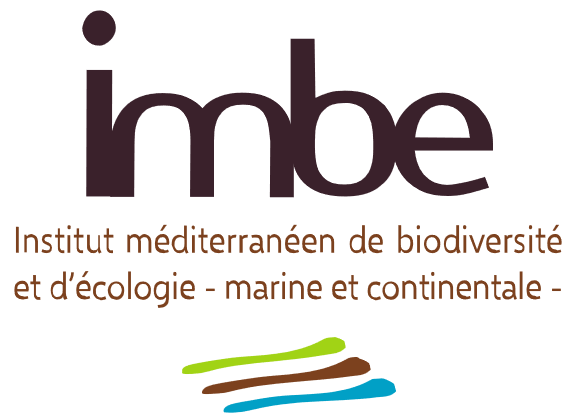 imbe
Institut méditerranéen de biodiversité
et d'écologie - marine et continentale -